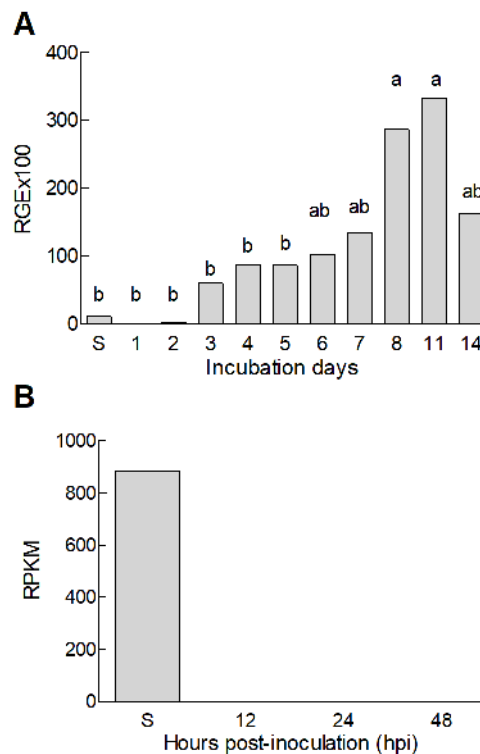 A
400
300
200
100
0
RGEx100
b b b b b b ab ab a a ab
S 1 2 3 4 5 6 7 8 11 14
Incubation days
B
1000
800
600
400
200
0
RPKM
S 12 24 48
Hours post-inoculation (hpi)